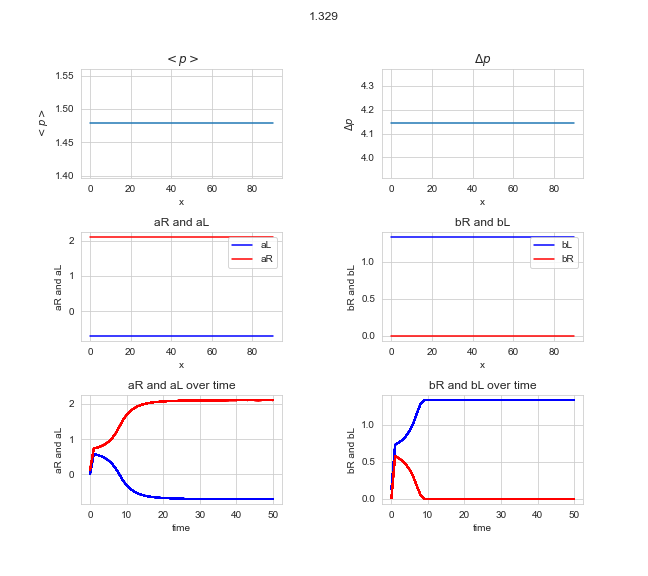 1.329
< p >
Δp
1.55
1.50
1.45
1.40
< p >
0 20 40 60 80
x
4.3
4.2
4.1
4.0
Δp
0 20 40 60 80
x
aR and aL
2
1
0
aR and aL
aL
aR
0 20 40 60 80
x
bR and bL
1.0
0.5
0.0
bR and bL
bL
bR
0 20 40 60 80
x
aR and aL over time
2
1
0
aR and aL
0 10 20 30 40 50
time
bR and bL over time
1.0
0.5
0.0
bR and bL
0 10 20 30 40 50
time